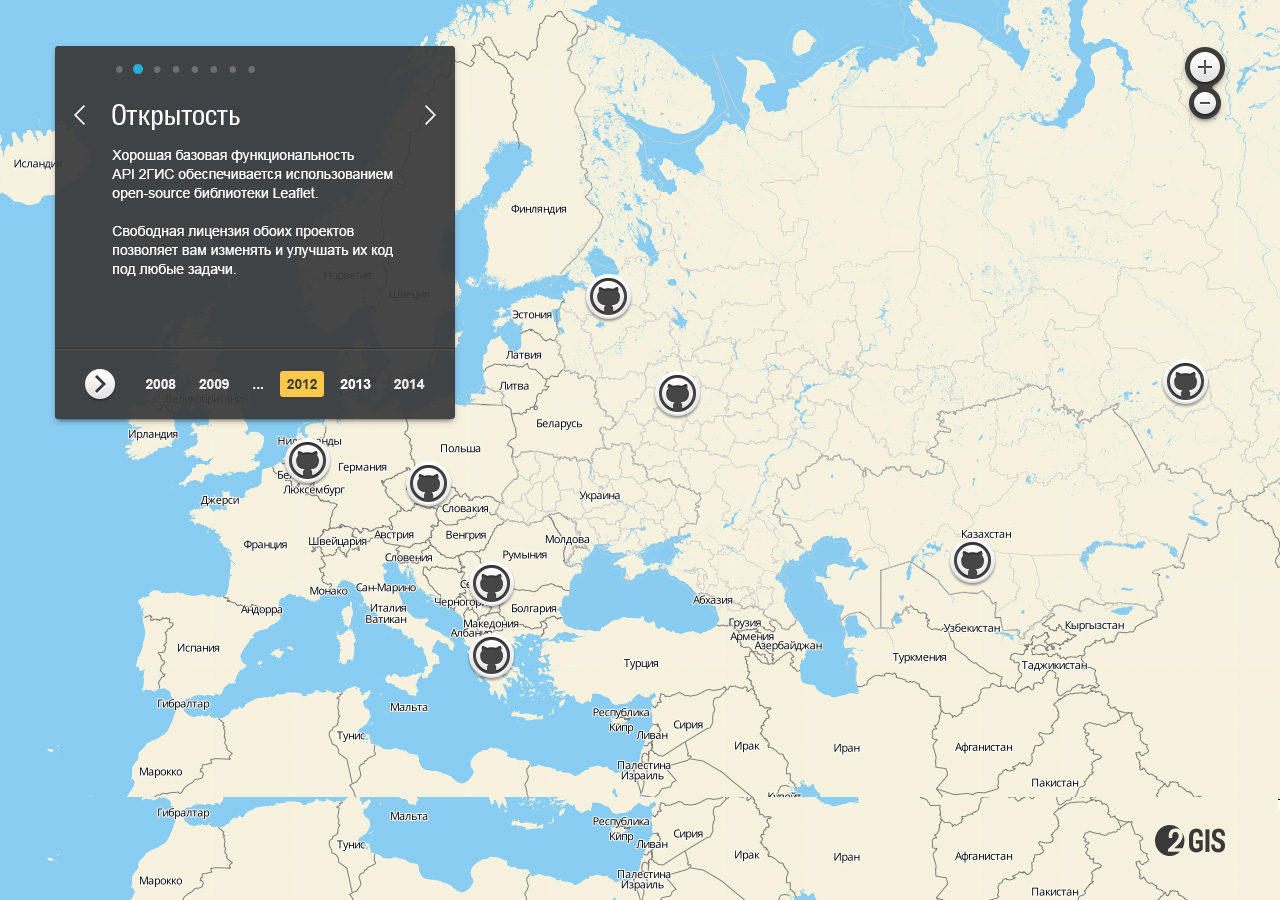 Открытость
Хорошая базовая функциональность
API 2ГИС обеспечивается использованием
open-source библиотеки Leaflet.
Свободная лицензия обоих проектов
позволяет вам изменять и улучшать их код
под любые задачи.
2008 2009 ... 2012 2013 2014
Исландия
Финляндия
Норвегия
Швеция
Эстония
Латвия
Литва
Великобритания
Беларусь
Ирландия
Польша
Германия
Люксембург
Украина
Джерси
Словакия
Казахстан
Австрия
Венгрия
Швейцария
Франция
Молдова
Румыния
Словения
Сан-Марино
Монако
Абхазия
Италия
Ватикан
Болгария
Андорра
Македония
Грузия
Кыргызстан
Узбекистан
Армения
Азербайджан
Испания
Туркмения
Турция
Таджикистан
Гибралтар
Мальта
Республика
Кипр
Сирия
Тунис
Ливан
Ирак
Иран
Афганистан
Палестина
Израиль
Марокко
Пакистан
Гибралтар
Мальта
Республика
Кипр
Сирия
Тунис
Ливан
Ирак
Иран
Афганистан
2GIS
Палестина
Израиль
Марокко
Пакистан